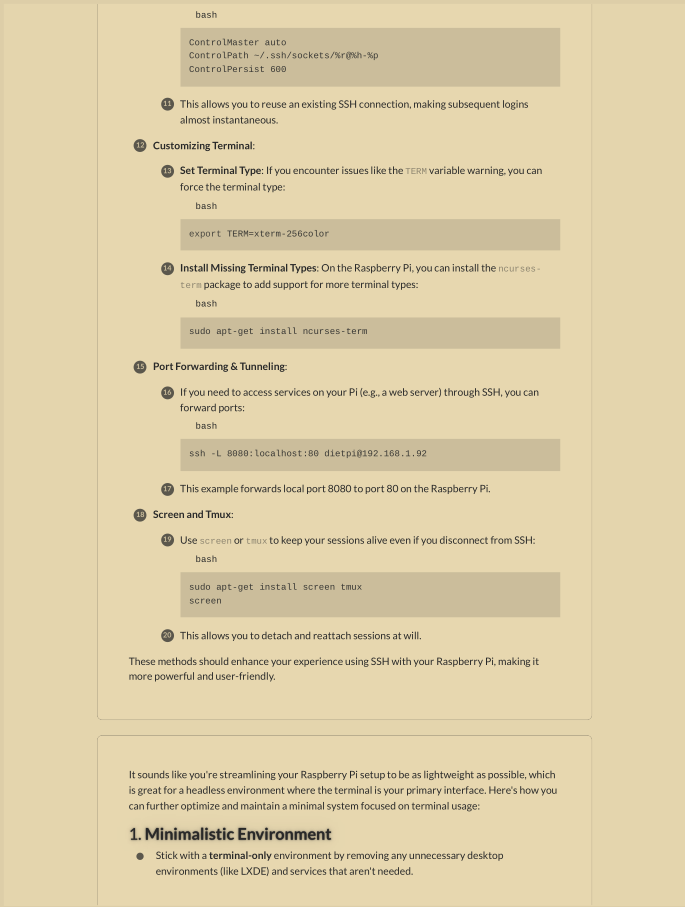 bash
ControlMaster auto
ControlPath ~/.ssh/sockets/%r@%h-%p
ControlPersist 600
11 This allows you to reuse an existing SSH connection, making subsequent logins
almost instantaneous.
12 Customizing Terminal:
13 Set Terminal Type: If you encounter issues like the TERM variable warning, you can
force the terminal type:
bash
export TERM=xterm-256color
14 Install Missing Terminal Types: On the Raspberry Pi, you can install the ncurses-
term package to add support for more terminal types:
bash
sudo apt-get install ncurses-term
15 Port Forwarding & Tunneling:
16 If you need to access services on your Pi (e.g., a web server) through SSH, you can
forward ports:
bash
ssh -L 8080:localhost:80 dietpi@192.168.1.92
17 This example forwards local port 8080 to port 80 on the Raspberry Pi.
18 Screen and Tmux:
19 Use screen or tmux to keep your sessions alive even if you disconnect from SSH:
bash
sudo apt-get install screen tmux
screen
20 This allows you to detach and reattach sessions at will.
These methods should enhance your experience using SSH with your Raspberry Pi, making it
more powerful and user-friendly.
It sounds like you're streamlining your Raspberry Pi setup to be as lightweight as possible, which
is great for a headless environment where the terminal is your primary interface. Here's how you
can further optimize and maintain a minimal system focused on terminal usage:
1. Minimalistic Environment
Stick with a terminal-only environment by removing any unnecessary desktop
environments (like LXDE) and services that aren't needed.